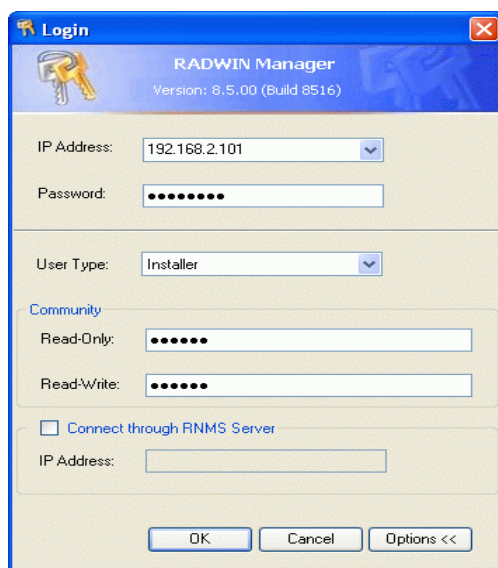 Login
RADWIN Manager
Version: 8.5.00 (Build 8516)
IP Address: 192.168.2.101
Password: ●●●●●●●●
User Type: Installer
Community
Read-Only: ●●●●●●
Read-Write: ●●●●●●
Connect through RNMS Server
IP Address:
OK Cancel Options <<